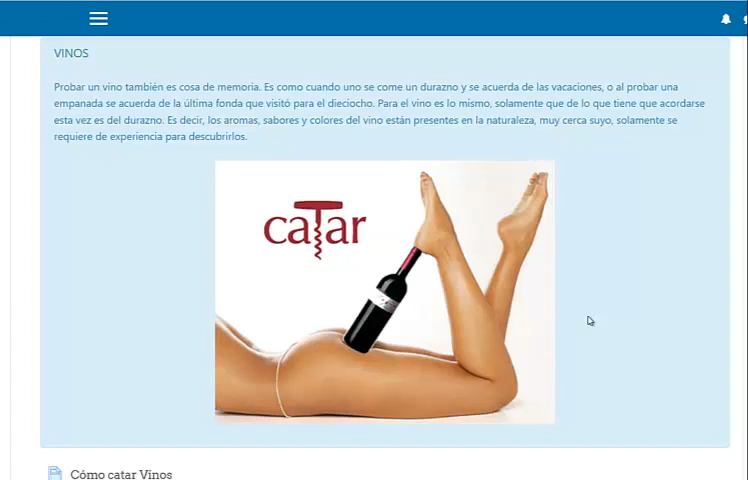 VINOS
Probar un vino también es cosa de memoria. Es como cuando uno se come un durazno y se acuerda de las vacaciones, o al probar una
empanada se acuerda de la última fonda que visitó para el dieciocho. Para el vino es lo mismo, solamente que de lo que tiene que acordarse
esta vez es del durazno. Es decir, los aromas, sabores y colores del vino están presentes en la naturaleza, muy cerca suyo, solamente se
requiere de experiencia para descubrirlos.
caTar
Cómo catar Vinos